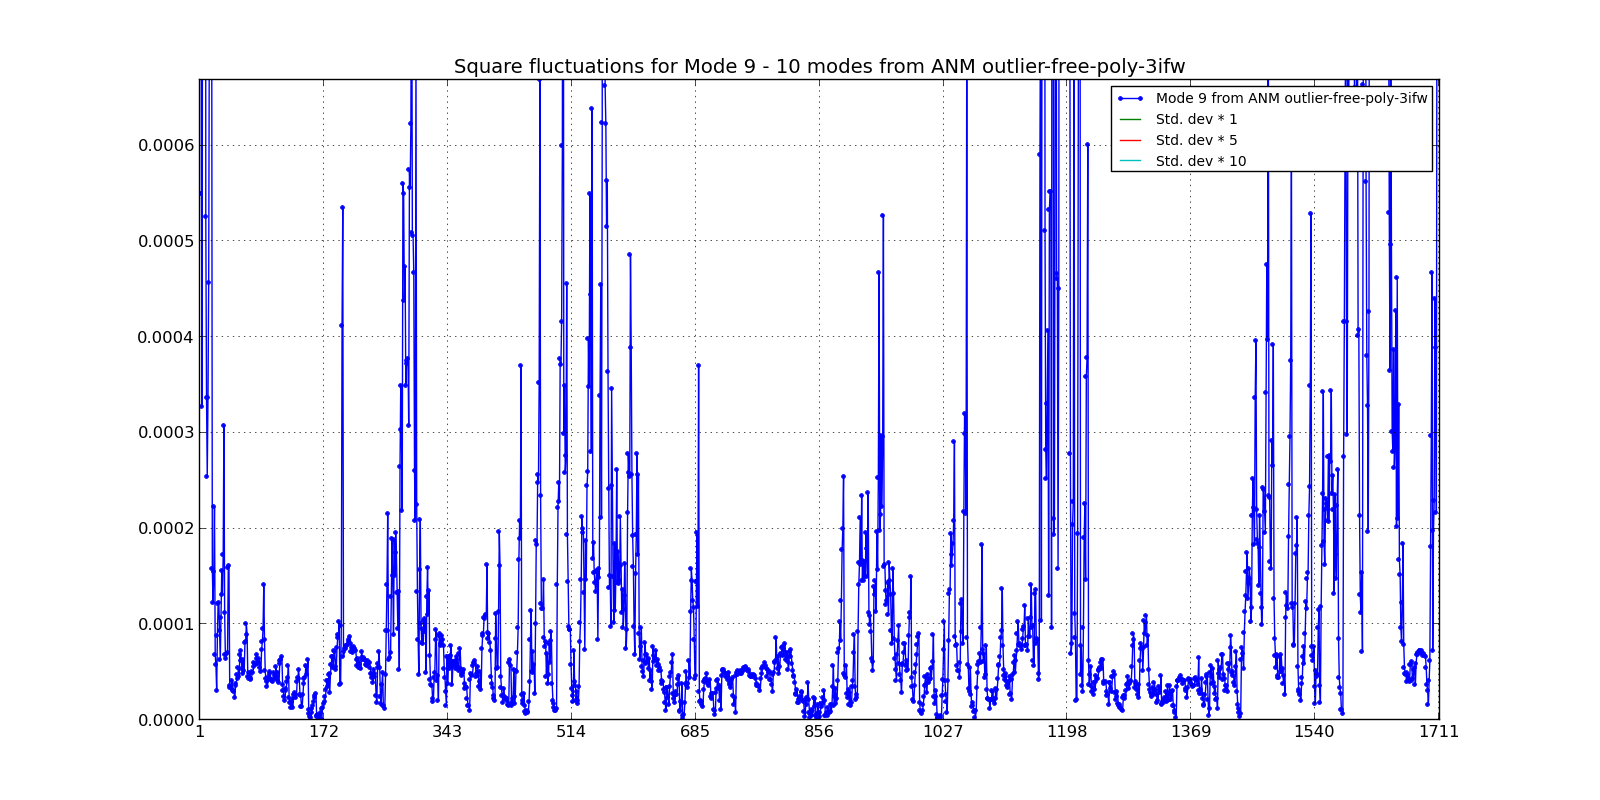 Square fluctuations for Mode 9 - 10 modes from ANM outlier-free-poly-3ifw
Mode 9 from ANM outlier-free-poly-3ifw
Std. dev * 1
Std. dev * 5
Std. dev * 10
0.0006
0.0005
0.0004
0.0003
0.0002
0.0001
0.0000
1 172 343 514 685 856 1027 1198 1369 1540 1711